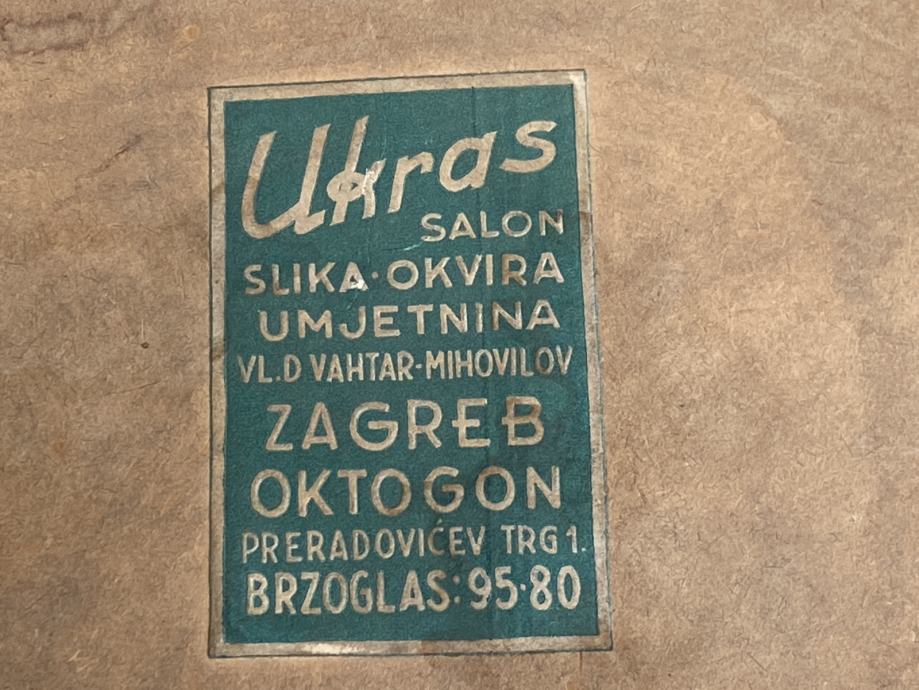 Ukras
SALON
SLIKA·OKVIRA
UMJETNINA
VL.D VAHTAR-MIHOVILOV
ZAGREB
OKTOGON
PRERADOVIĆEV TRG 1.
BRZOGLAS: 95-80